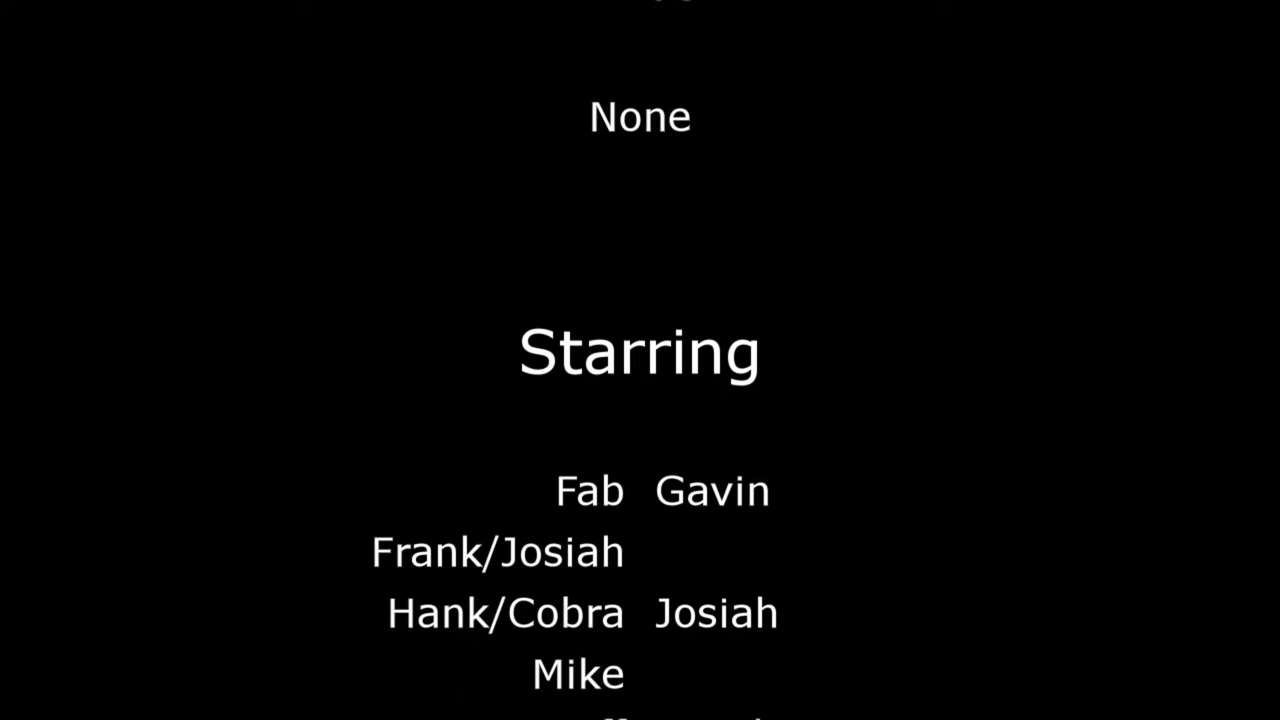 None
Starring
Fab Gavin
Frank/Josiah
Hank/Cobra Josiah
Mike